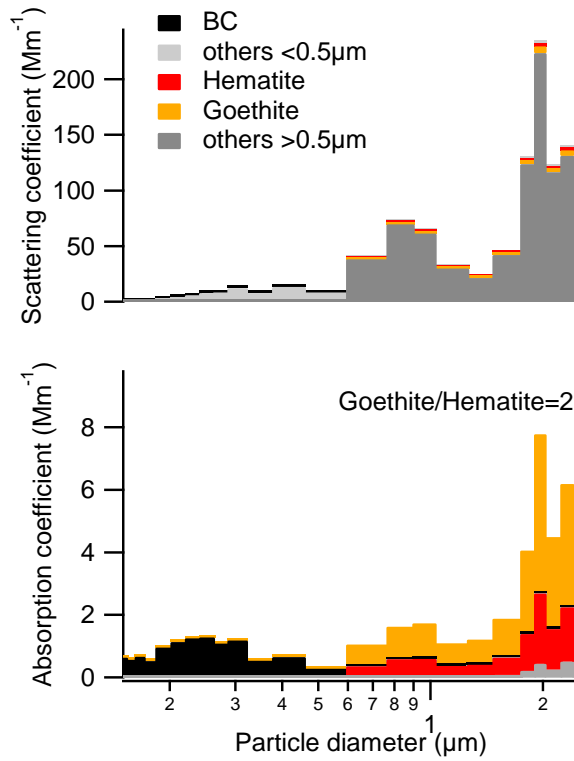 BC
others <0.5µm
Hematite
Goethite
others >0.5µm
Scattering coefficient (Mm-1)
200
150
100
50
0
Goethite/Hematite=2
Absorption coefficient (Mm-1)
8
6
4
2
0
2 3 4 5 6 7 8 9 1 2
Particle diameter (µm)